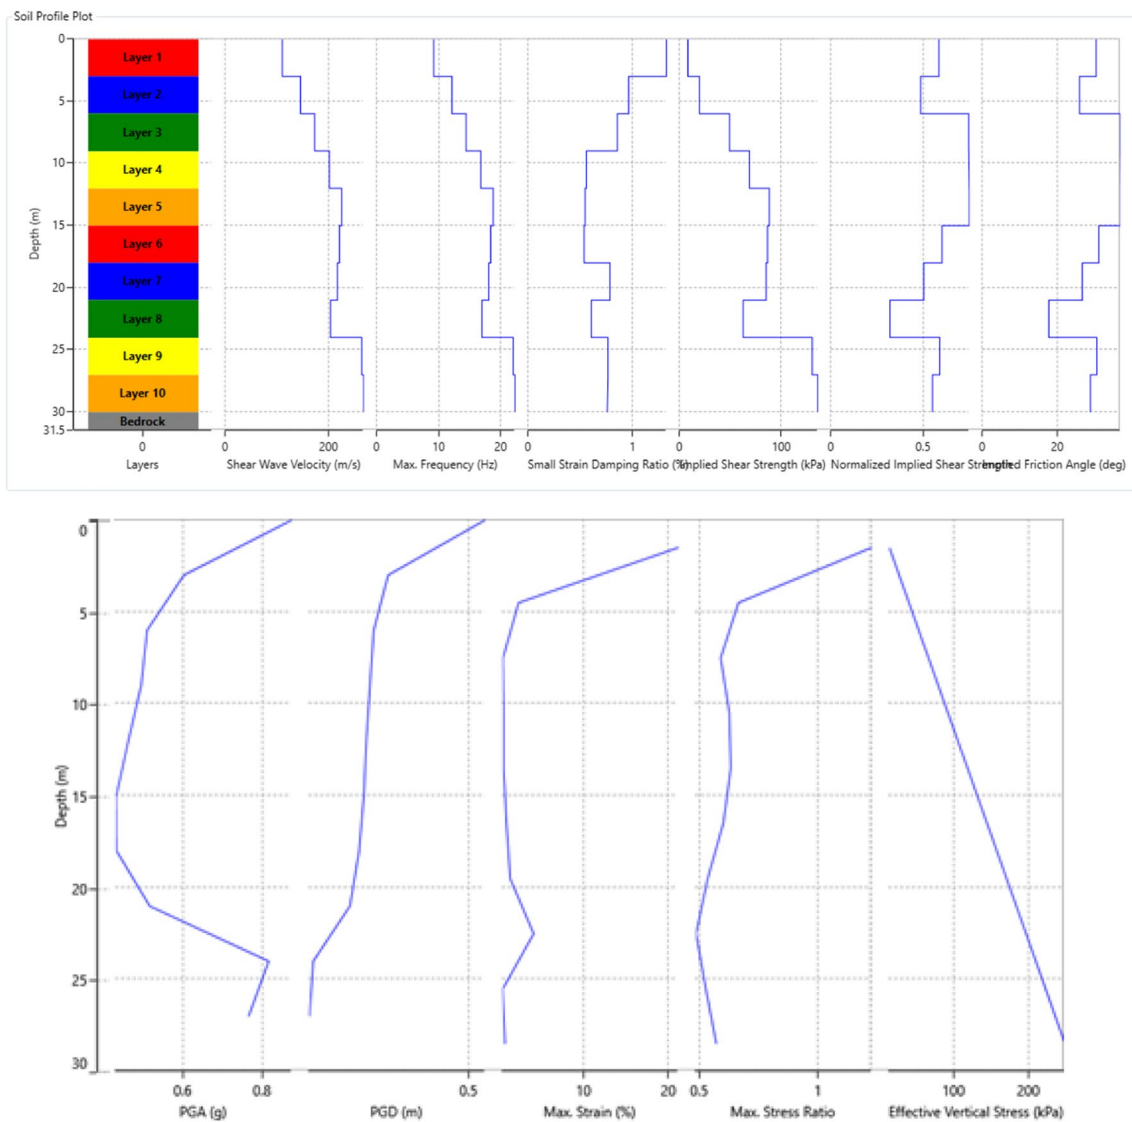 Soil Profile Plot
0
Layer 1
Layer 2
5
Layer 3
10
Layer 4
Layer 5
15
Layer 6
Layer 7
20
Layer 8
25
Layer 9
Layer 10
30
Bedrock
31.5
Depth (m)
0 0 200 0 10 20 0 1 0 100 0 0.5 0 20
Layers Shear Wave Velocity (m/s) Max. Frequency (Hz) Small Strain Damping Ratio (%) Implied Shear Strength (kPa) Normalized Implied Shear Strength Implied Friction Angle (deg)
0
5
10
15
20
25
30
Depth (m)
0.6 0.8 0.5 10 20 0.5 1 100 200
PGA (g) PGD (m) Max. Strain (%) Max. Stress Ratio Effective Vertical Stress (kPa)